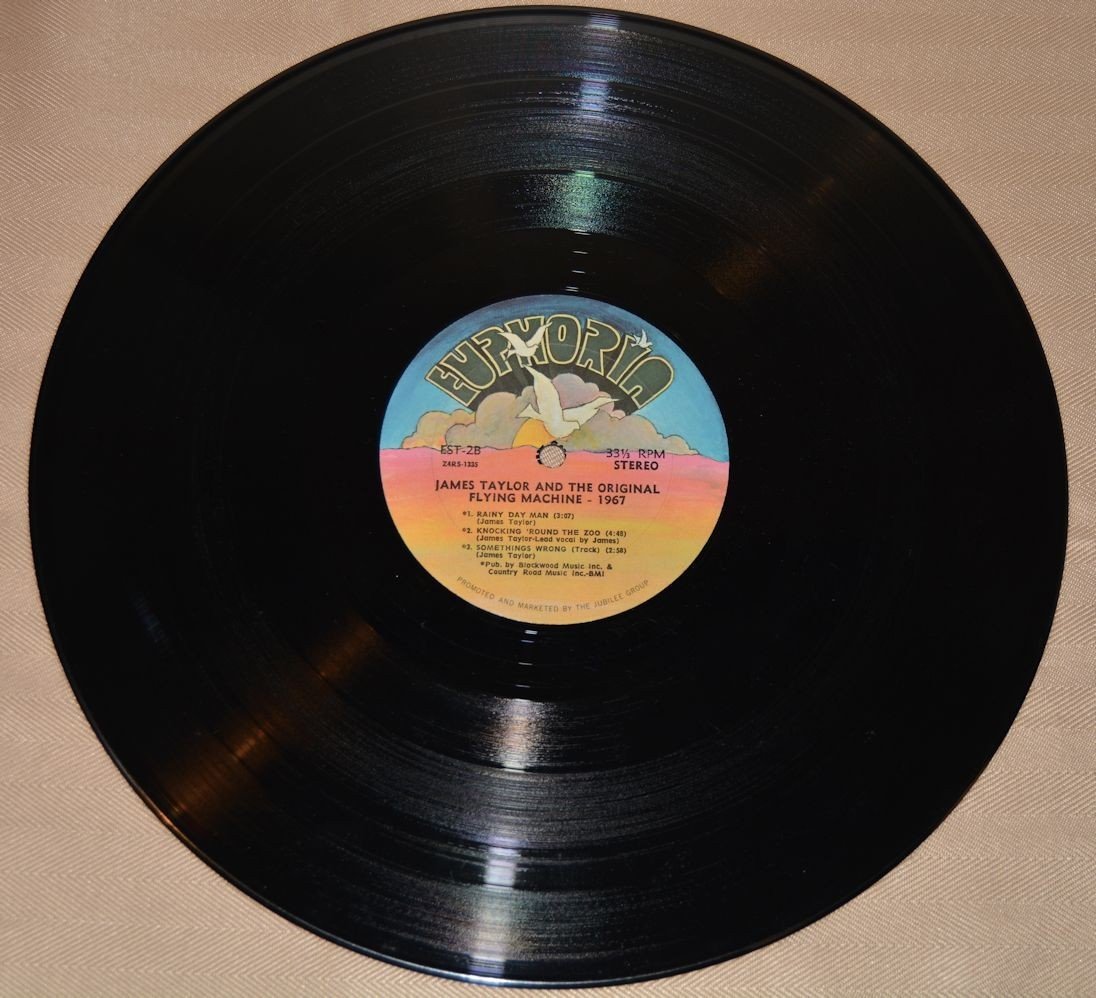 EUPHORIA
EST-2B
Z4RS-1335
33⅓ RPM
STEREO
JAMES TAYLOR AND THE ORIGINAL
FLYING MACHINE - 1967
*1. RAINY DAY MAN (3:07)
(James Taylor)
*2. KNOCKING 'ROUND THE ZOO (4:48)
(James Taylor-Lead vocal by James)
*3. SOMETHINGS WRONG (Track) (2:58)
(James Taylor)
*Pub. by Blackwood Music Inc. &
Country Road Music Inc.-BMI
PROMOTED AND MARKETED BY THE JUBILEE GROUP